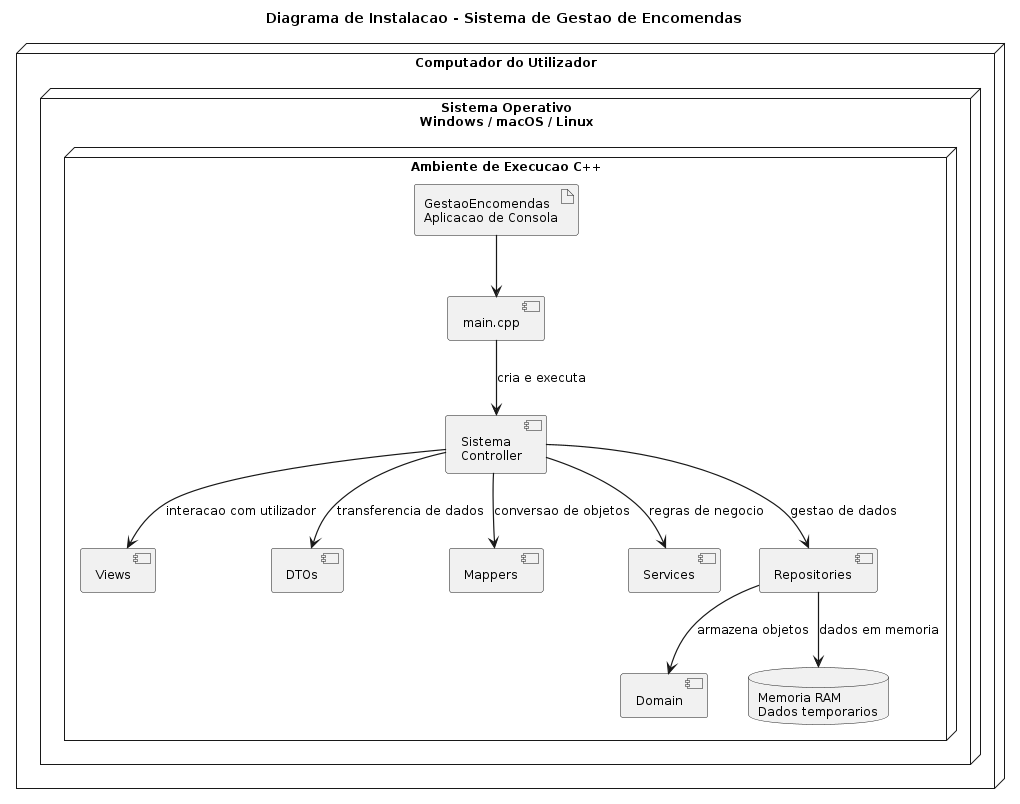 Diagrama de Instalacao - Sistema de Gestao de Encomendas
Computador do Utilizador
Sistema Operativo
Windows / macOS / Linux
Ambiente de Execucao C++
GestaoEncomendas
Aplicacao de Consola
main.cpp
cria e executa
Sistema
Controller
interacao com utilizador
transferencia de dados
conversao de objetos
regras de negocio
gestao de dados
Views
DTOs
Mappers
Services
Repositories
armazena objetos
dados em memoria
Domain
Memoria RAM
Dados temporarios